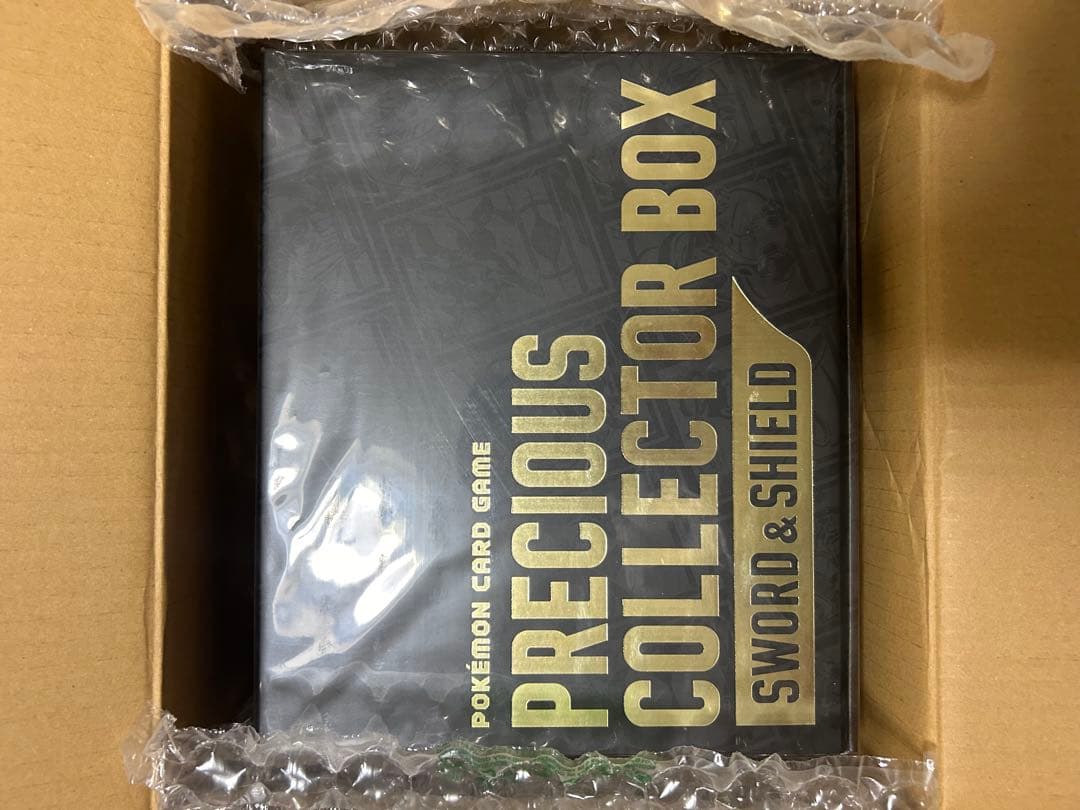 POKÉMON CARD GAME
PRECIOUS
COLLECTOR BOX
SWORD & SHIELD